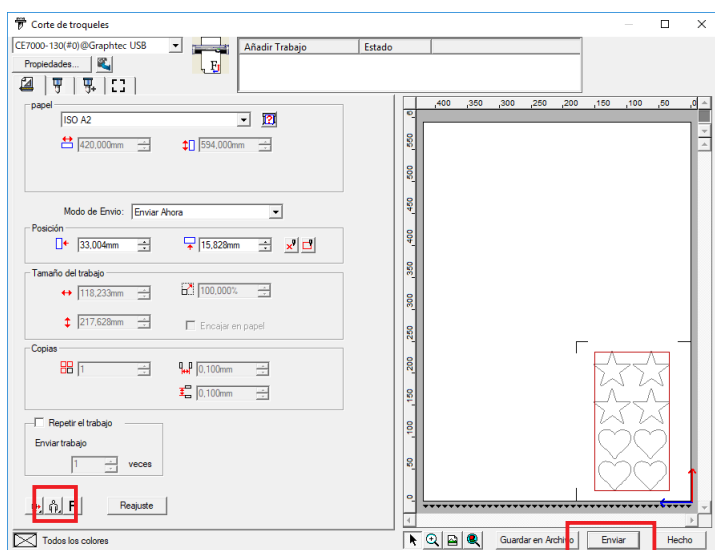 Corte de troqueles
CE7000-130(#0)@Graphtec USB
Añadir Trabajo Estado
Propiedades...
papel
ISO A2
420,000mm 594,000mm
Modo de Envio: Enviar Ahora
Posición
33,004mm 15,828mm
Tamaño del trabajo
118,233mm 100,000%
217,628mm Encajar en papel
Copias
1 0,100mm
0,100mm
Repetir el trabajo
Enviar trabajo
1 veces
F Reajuste
Todos los colores
400 350 300 250 200 150 100 50 0
0
550
500
450
400
350
300
250
200
150
100
50
0
Guardar en Archivo Enviar Hecho